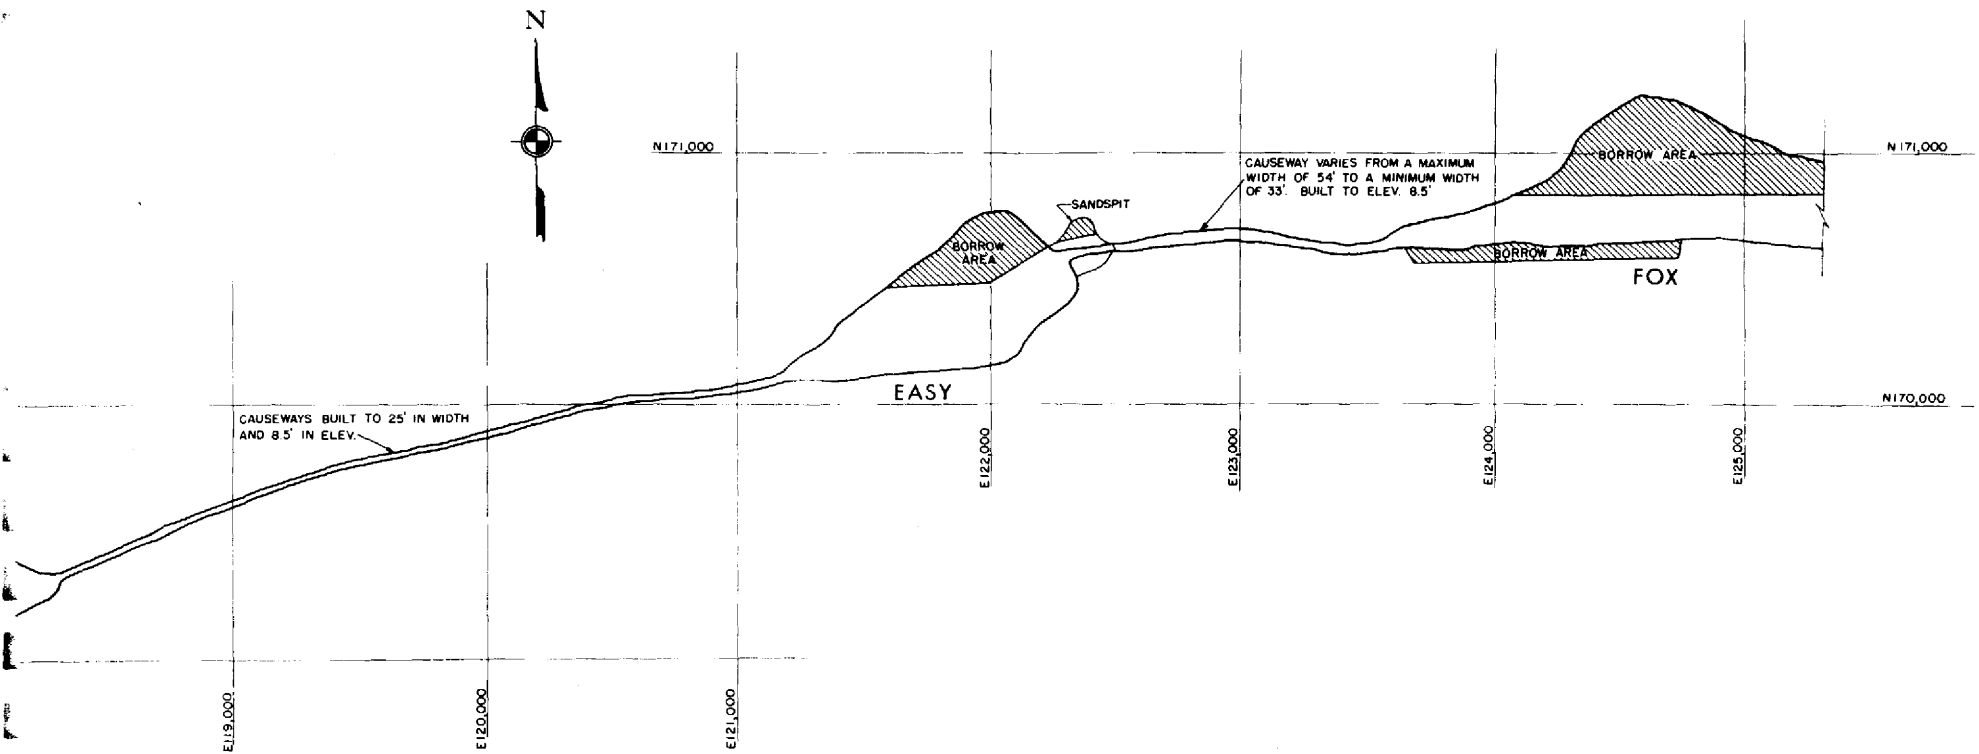 N
N171,000
N171,000
CAUSEWAY VARIES FROM A MAXIMUM
WIDTH OF 54' TO A MINIMUM WIDTH
OF 33'. BUILT TO ELEV. 8.5'
BORROW AREA
SANDSPIT
BORROW
AREA
BORROW AREA
FOX
EASY
N170,000
CAUSEWAYS BUILT TO 25' IN WIDTH
AND 8.5' IN ELEV.
E122,000
E123,000
E124,000
E125,000
E119,000
E120,000
E121,000